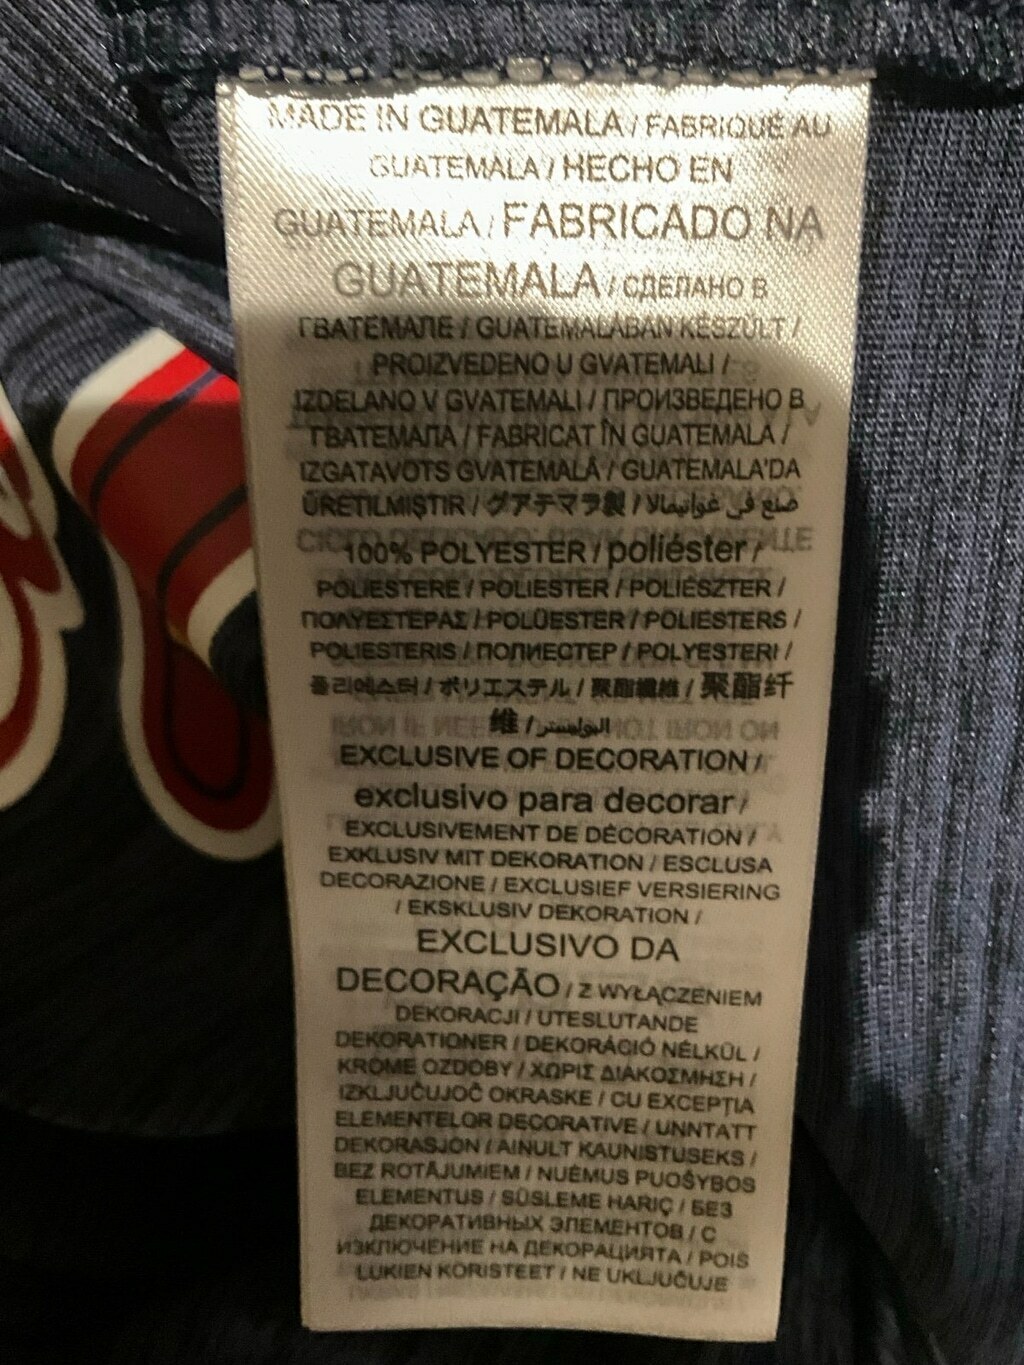 MADE IN GUATEMALA / FABRIQUÉ AU
GUATEMALA / HECHO EN
GUATEMALA / FABRICADO NA
GUATEMALA / СДЕЛАНО В
ГВАТЕМАЛЕ / GUATEMALÁBAN KÉSZÜLT /
PROIZVEDENO U GVATEMALI /
IZDELANO V GVATEMALI / ПРОИЗВЕДЕНО В
ГВАТЕМАЛА / FABRICAT ÎN GUATEMALA /
IZGATAVOTS GVATEMALĀ / GUATEMALA'DA
ÜRETILMIŞTIR / グアテマラ製 / صنع في غواتيمالا
100% POLYESTER / poliéster /
POLIESTERE / POLIESTER / POLIÉSZTER /
ΠΟΛΥΕΣΤΕΡΑΣ / POLÜESTER / POLIESTERS /
POLIESTERIS / ПОЛИЕСТЕР / POLYESTERI /
폴리에스터 / ポリエステル / 聚酯纖維 / 聚酯纤
维 / البوليستر
EXCLUSIVE OF DECORATION /
exclusivo para decorar /
EXCLUSIVEMENT DE DÉCORATION /
EXKLUSIV MIT DEKORATION / ESCLUSA
DECORAZIONE / EXCLUSIEF VERSIERING
/ EKSKLUSIV DEKORATION /
EXCLUSIVO DA
DECORAÇÃO / Z WYŁĄCZENIEM
DEKORACJI / UTESLUTANDE
DEKORATIONER / DEKORÁCIÓ NÉLKÜL /
KROMĚ OZDOBY / ΧΩΡΙΣ ΔΙΑΚΟΣΜΗΣΗ /
IZKLJUČUJOČ OKRASKE / CU EXCEPȚIA
ELEMENTELOR DECORATIVE / UNNTATT
DEKORASJON / AINULT KAUNISTUSEKS /
BEZ ROTĀJUMIEM / NUĖMUS PUOŠYBOS
ELEMENTUS / SÜSLEME HARİÇ / БЕЗ
ДЕКОРАТИВНЫХ ЭЛЕМЕНТОВ / С
ИЗКЛЮЧЕНИЕ НА ДЕКОРАЦИЯТА / POIS
LUKIEN KORISTEET / NE UKLJUČUJE